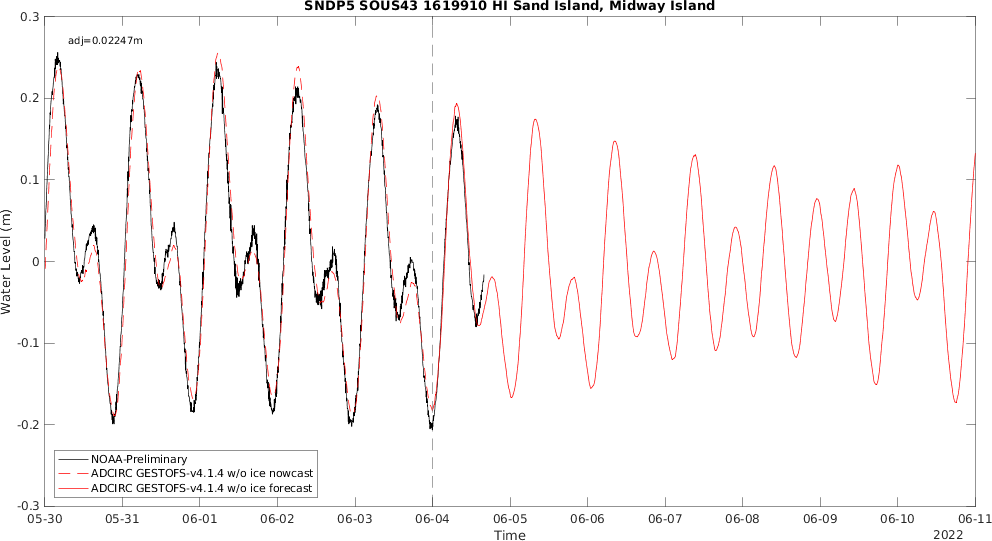 SNDP5 SOUS43 1619910 HI Sand Island, Midway Island
0.3
adj=0.02247m
0.2
0.1
0
-0.1
-0.2
-0.3
Water Level (m)
NOAA-Preliminary
ADCIRC GESTOFS-v4.1.4 w/o ice nowcast
ADCIRC GESTOFS-v4.1.4 w/o ice forecast
05-30 05-31 06-01 06-02 06-03 06-04 06-05 06-06 06-07 06-08 06-09 06-10 06-11
Time
2022